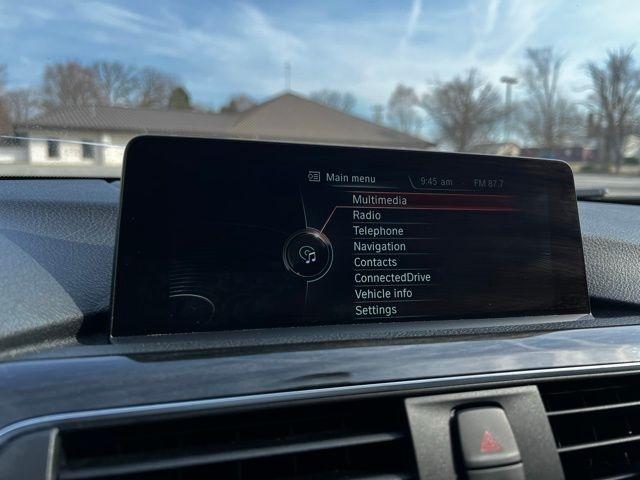 Main menu
9:45 am FM 87.7
Multimedia
Radio
Telephone
Navigation
Contacts
ConnectedDrive
Vehicle info
Settings